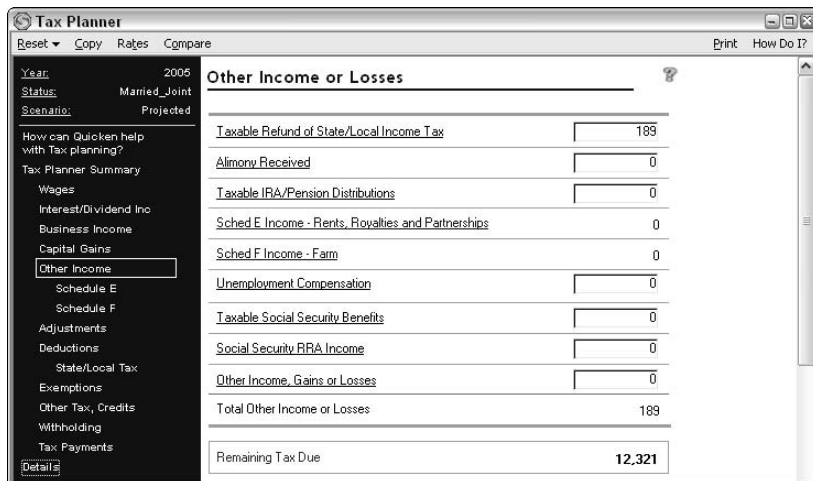 Tax Planner
Reset Copy Rates Compare Print How Do I?
Year: 2005
Status: Married_Joint
Scenario: Projected
How can Quicken help
with Tax planning?
Tax Planner Summary
Wages
Interest/Dividend Inc
Business Income
Capital Gains
Other Income
Schedule E
Schedule F
Adjustments
Deductions
State/Local Tax
Exemptions
Other Tax, Credits
Withholding
Tax Payments
Details
Other Income or Losses ?
Taxable Refund of State/Local Income Tax 189
Alimony Received 0
Taxable IRA/Pension Distributions 0
Sched E Income - Rents, Royalties and Partnerships 0
Sched F Income - Farm 0
Unemployment Compensation 0
Taxable Social Security Benefits 0
Social Security RRA Income 0
Other Income, Gains or Losses 0
Total Other Income or Losses 189
Remaining Tax Due 12,321